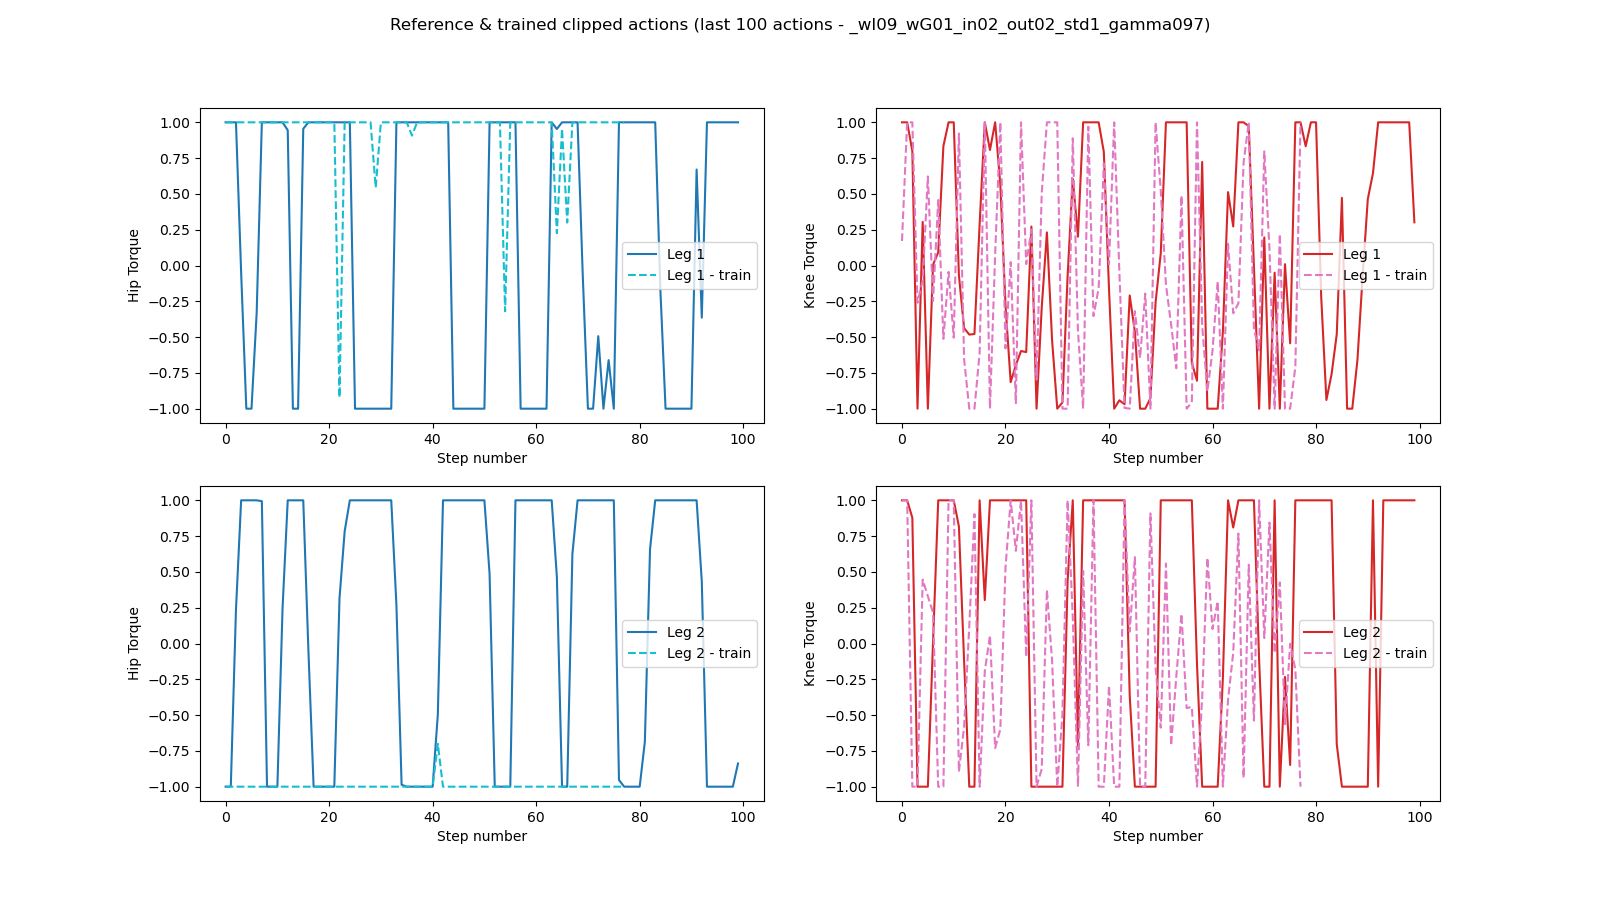 Reference & trained clipped actions (last 100 actions - _wI09_wG01_in02_out02_std1_gamma097)
1.00
0.75
0.50
0.25
0.00
−0.25
−0.50
−0.75
−1.00
Hip Torque
0 20 40 60 80 100
Step number
Leg 1
Leg 1 - train
1.00
0.75
0.50
0.25
0.00
−0.25
−0.50
−0.75
−1.00
Knee Torque
0 20 40 60 80 100
Step number
Leg 1
Leg 1 - train
1.00
0.75
0.50
0.25
0.00
−0.25
−0.50
−0.75
−1.00
Hip Torque
0 20 40 60 80 100
Step number
Leg 2
Leg 2 - train
1.00
0.75
0.50
0.25
0.00
−0.25
−0.50
−0.75
−1.00
Knee Torque
0 20 40 60 80 100
Step number
Leg 2
Leg 2 - train